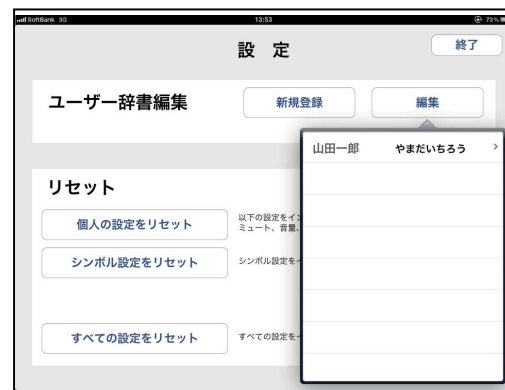 SoftBank 3G 13:53 73%
設 定 終了
ユーザー辞書編集 新規登録 編集
山田一郎 やまだいちろう
リセット
個人の設定をリセット 以下の設定をイン
ミュート、音量、
シンボル設定をリセット シンボル設定を
すべての設定をリセット すべての設定を